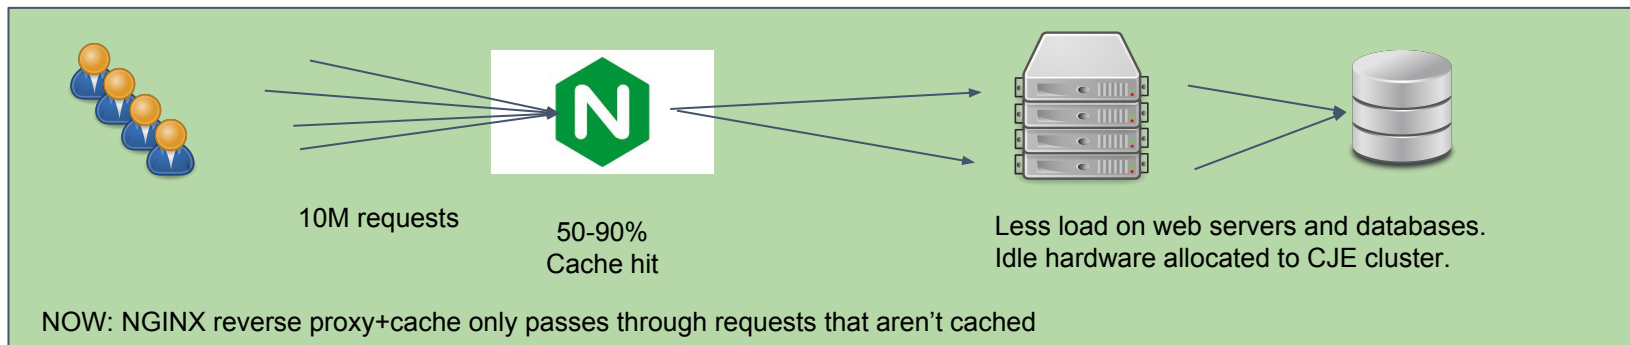 N
10M requests
50-90%
Cache hit
Less load on web servers and databases.
Idle hardware allocated to CJE cluster.
NOW: NGINX reverse proxy+cache only passes through requests that aren’t cached